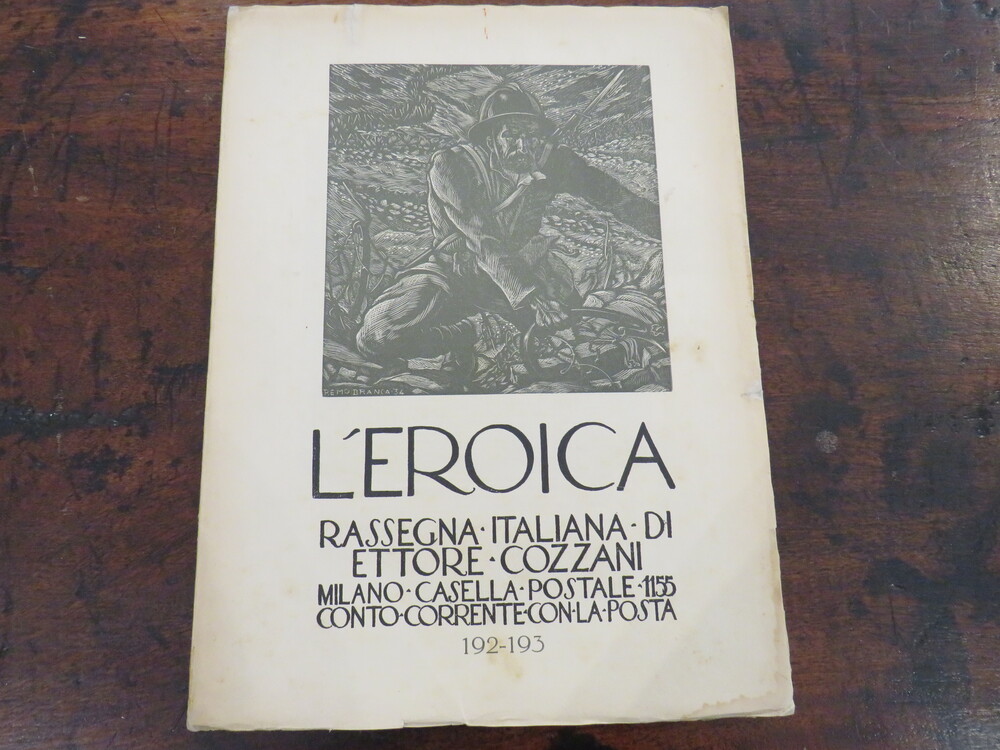 REMO BRANCA
L'EROICA
RASSEGNA·ITALIANA·DI
ETTORE·COZZANI
MILANO·CASELLA·POSTALE·1155
CONTO·CORRENTE·CON·LA·POSTA
192-193